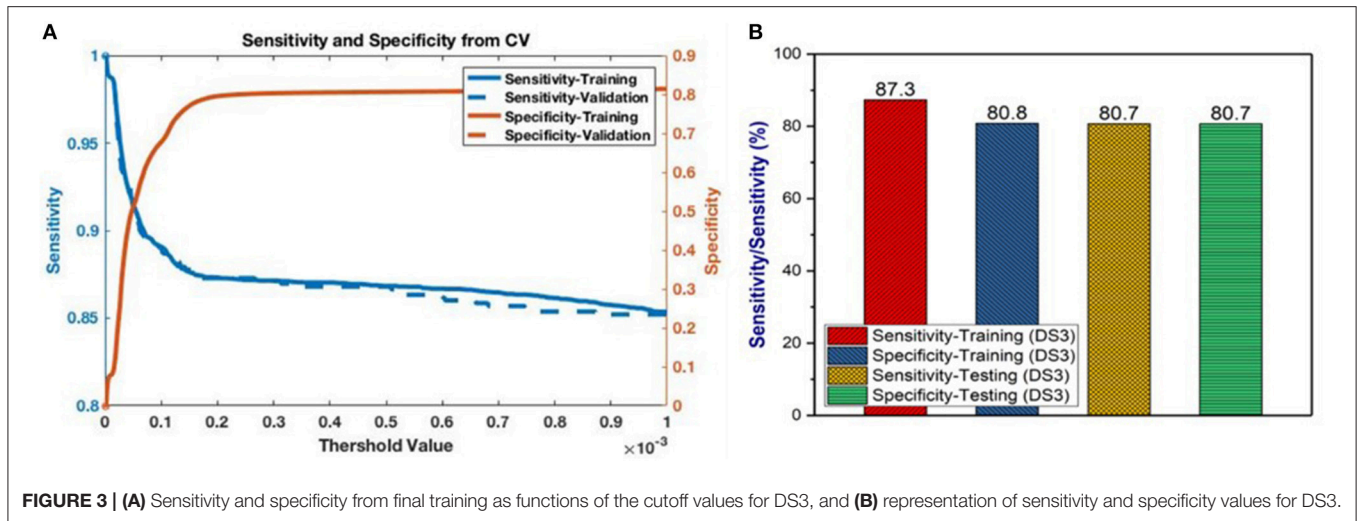 A
Sensitivity and Specificity from CV
1
0.95
0.9
0.85
0.8
Sensitivity
Sensitivity-Training
Sensitivity-Validation
Specificity-Training
Specificity-Validation
0.9
0.8
0.7
0.6
0.5
0.4
0.3
0.2
0.1
0
Specificity
0 0.1 0.2 0.3 0.4 0.5 0.6 0.7 0.8 0.9 1
Thershold Value
×10-3
B
100
80
60
40
20
0
Sensitivity/Sensitivity (%)
87.3
80.8
80.7
80.7
Sensitivity-Training (DS3)
Specificity-Training (DS3)
Sensitivity-Testing (DS3)
Specificity-Testing (DS3)
FIGURE 3 | (A) Sensitivity and specificity from final training as functions of the cutoff values for DS3, and (B) representation of sensitivity and specificity values for DS3.